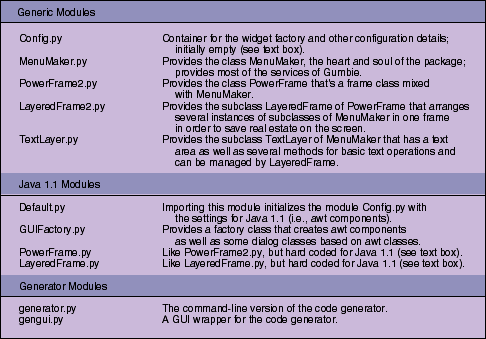 Generic Modules
Config.py Container for the widget factory and other configuration details;
initially empty (see text box).
MenuMaker.py Provides the class MenuMaker, the heart and soul of the package;
provides most of the services of Gumbie.
PowerFrame2.py Provides the class PowerFrame that's a frame class mixed
with MenuMaker.
LayeredFrame2.py Provides the subclass LayeredFrame of PowerFrame that arranges
several instances of subclasses of MenuMaker in one frame
in order to save real estate on the screen.
TextLayer.py Provides the subclass TextLayer of MenuMaker that has a text
area as well as several methods for basic text operations and
can be managed by LayeredFrame.
Java 1.1 Modules
Default.py Importing this module initializes the module Config.py with
the settings for Java 1.1 (i.e., awt components).
GUIFactory.py Provides a factory class that creates awt components
as well as some dialog classes based on awt classes.
PowerFrame.py Like PowerFrame2.py, but hard coded for Java 1.1 (see text box).
LayeredFrame.py Like LayeredFrame.py, but hard coded for Java 1.1 (see text box).
Generator Modules
generator.py The command-line version of the code generator.
gengui.py A GUI wrapper for the code generator.